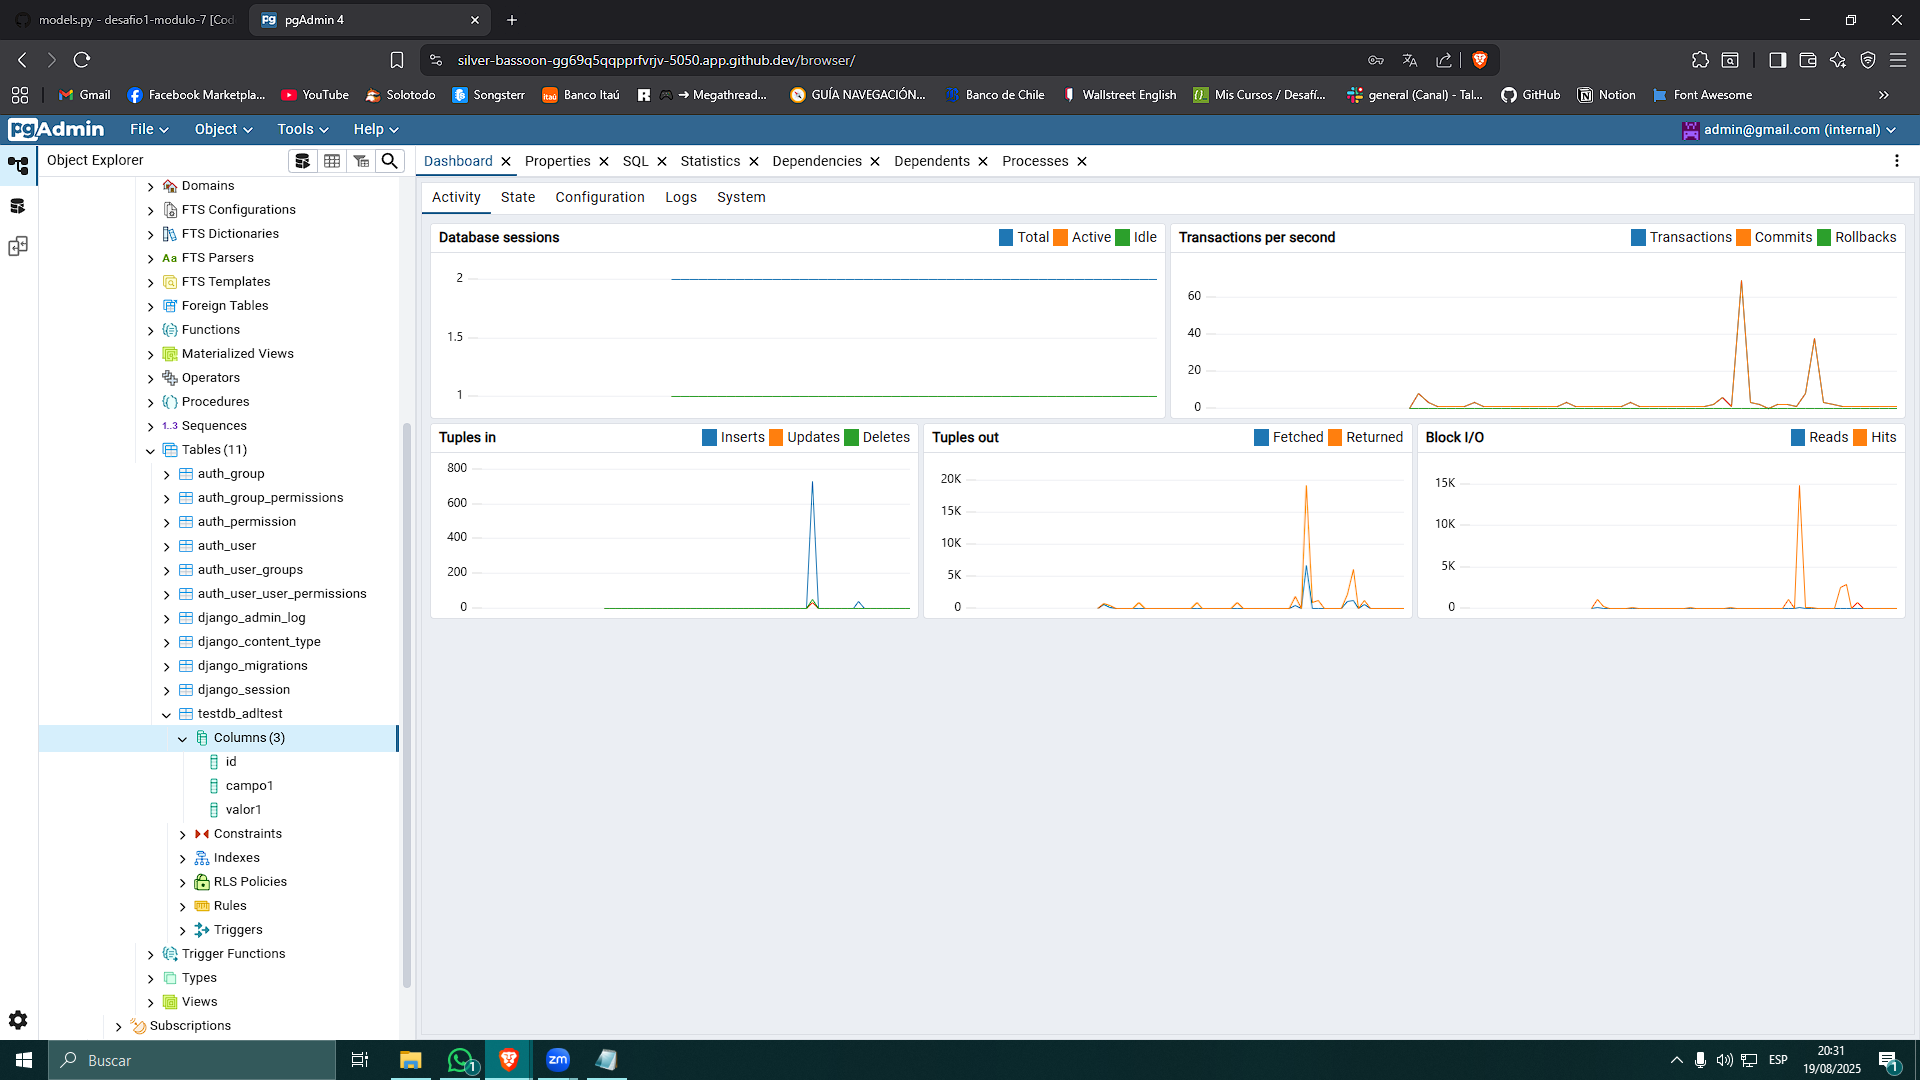 models.py - desafio1-modulo-7 [Cod
pgAdmin 4
silver-bassoon-gg69q5qqpprfvrjv-5050.app.github.dev/browser/
Gmail
Facebook Marketpla...
YouTube
Solotodo
Songsterr
Banco Itaú
→ Megathread...
GUÍA NAVEGACIÓN...
Banco de Chile
Wallstreet English
Mis Cursos / Desafí...
general (Canal) - Tal...
GitHub
Notion
Font Awesome
pgAdmin
File
Object
Tools
Help
admin@gmail.com (internal)
Object Explorer
Dashboard
Properties
SQL
Statistics
Dependencies
Dependents
Processes
Domains
FTS Configurations
FTS Dictionaries
Aa FTS Parsers
FTS Templates
Foreign Tables
Functions
Materialized Views
Operators
Procedures
1..3 Sequences
Tables (11)
auth_group
auth_group_permissions
auth_permission
auth_user
auth_user_groups
auth_user_user_permissions
django_admin_log
django_content_type
django_migrations
django_session
testdb_adltest
Columns (3)
id
campo1
valor1
Constraints
Indexes
RLS Policies
Rules
Triggers
Trigger Functions
Types
Views
Subscriptions
Activity
State
Configuration
Logs
System
Database sessions
Total
Active
Idle
2
1.5
1
Transactions per second
Transactions
Commits
Rollbacks
60
40
20
0
Tuples in
Inserts
Updates
Deletes
800
600
400
200
0
Tuples out
Fetched
Returned
20K
15K
10K
5K
0
Block I/O
Reads
Hits
15K
10K
5K
0
Buscar
1
zm
ESP
20:31
19/08/2025
1